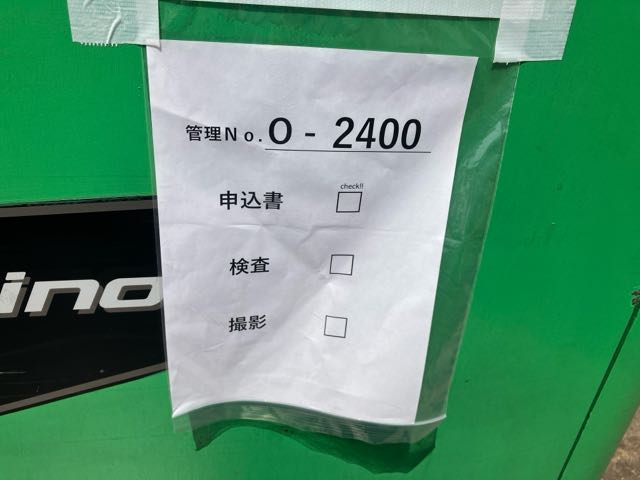 管理No. O - 2400
check!!
申込書 □
検査 □
撮影 □
ino